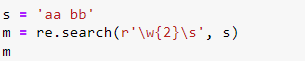 s = 'aa bb'
m = re.search(r'\w{2}\s', s)
m